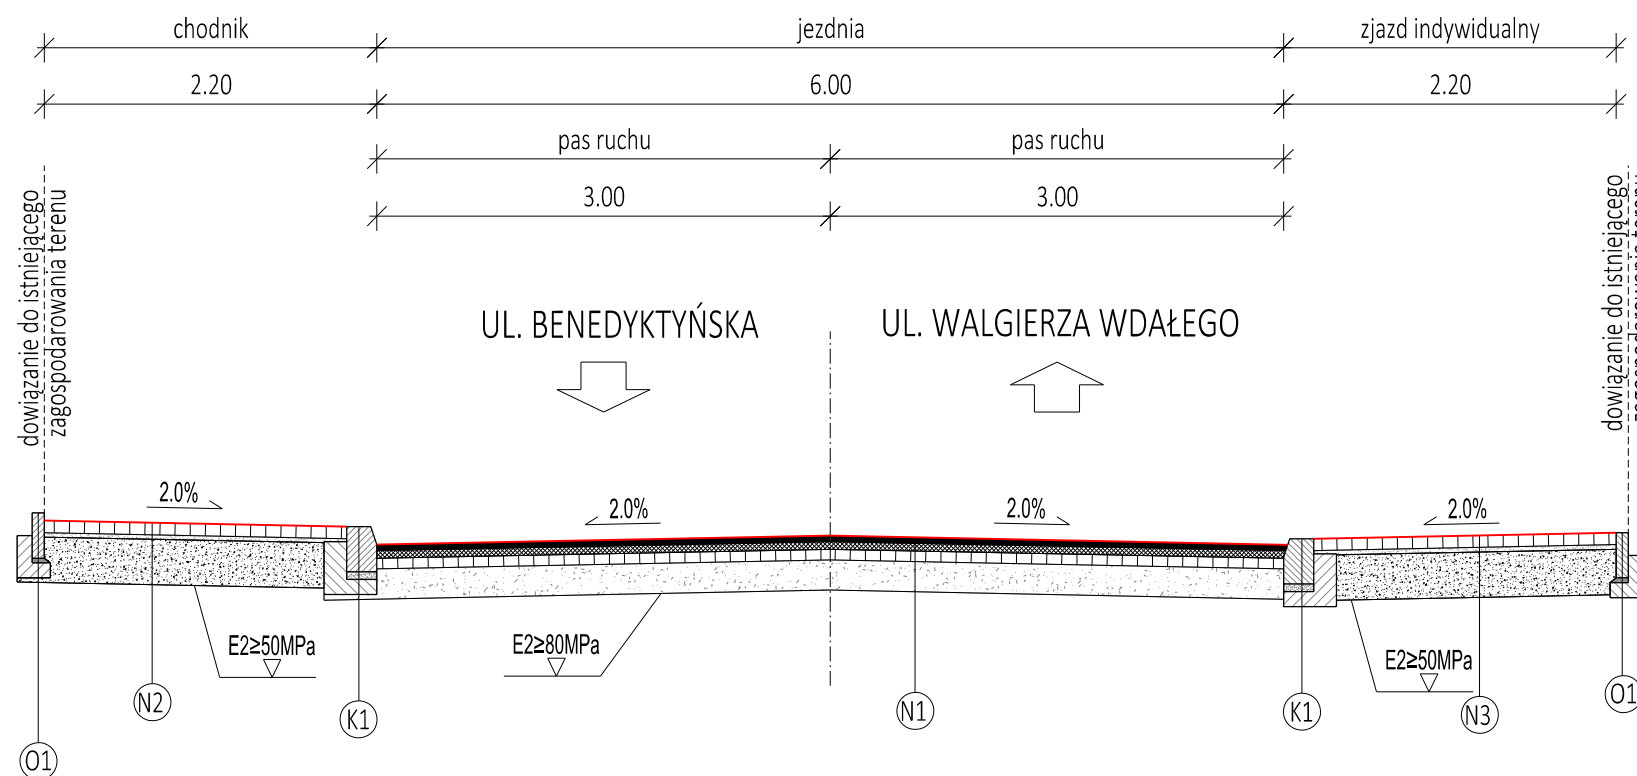 chodnik
jezdnia
zjazd indywidualny
2.20
6.00
2.20
pas ruchu
pas ruchu
3.00
3.00
dowiązanie do istniejącego
zagospodarowania terenu
dowiązanie do istniejącego
zagospodarowania terenu
UL. BENEDYKTYŃSKA
UL. WALGIERZA WDAŁEGO
2.0%
2.0%
2.0%
2.0%
E2≥50MPa
E2≥80MPa
E2≥50MPa
N2
K1
N1
K1
N3
O1
O1